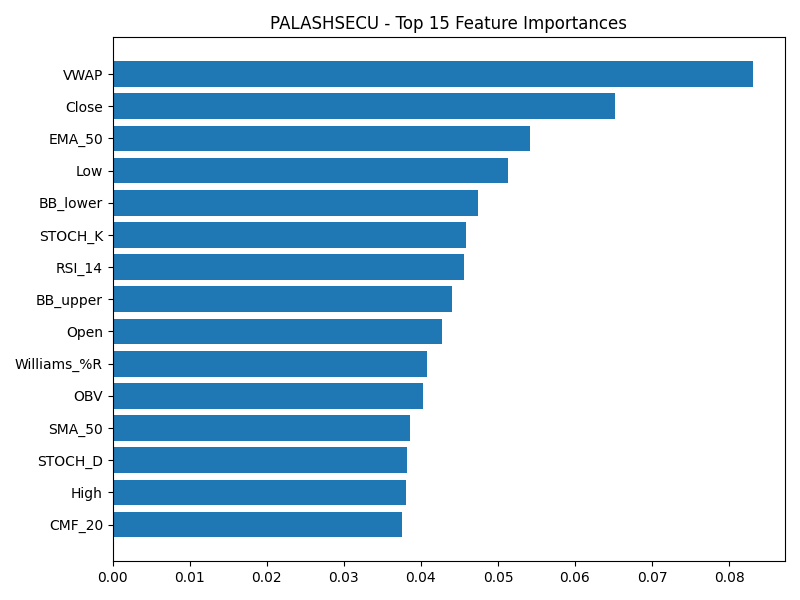 PALASHSECU - Top 15 Feature Importances
VWAP
Close
EMA_50
Low
BB_lower
STOCH_K
RSI_14
BB_upper
Open
Williams_%R
OBV
SMA_50
STOCH_D
High
CMF_20
0.00 0.01 0.02 0.03 0.04 0.05 0.06 0.07 0.08